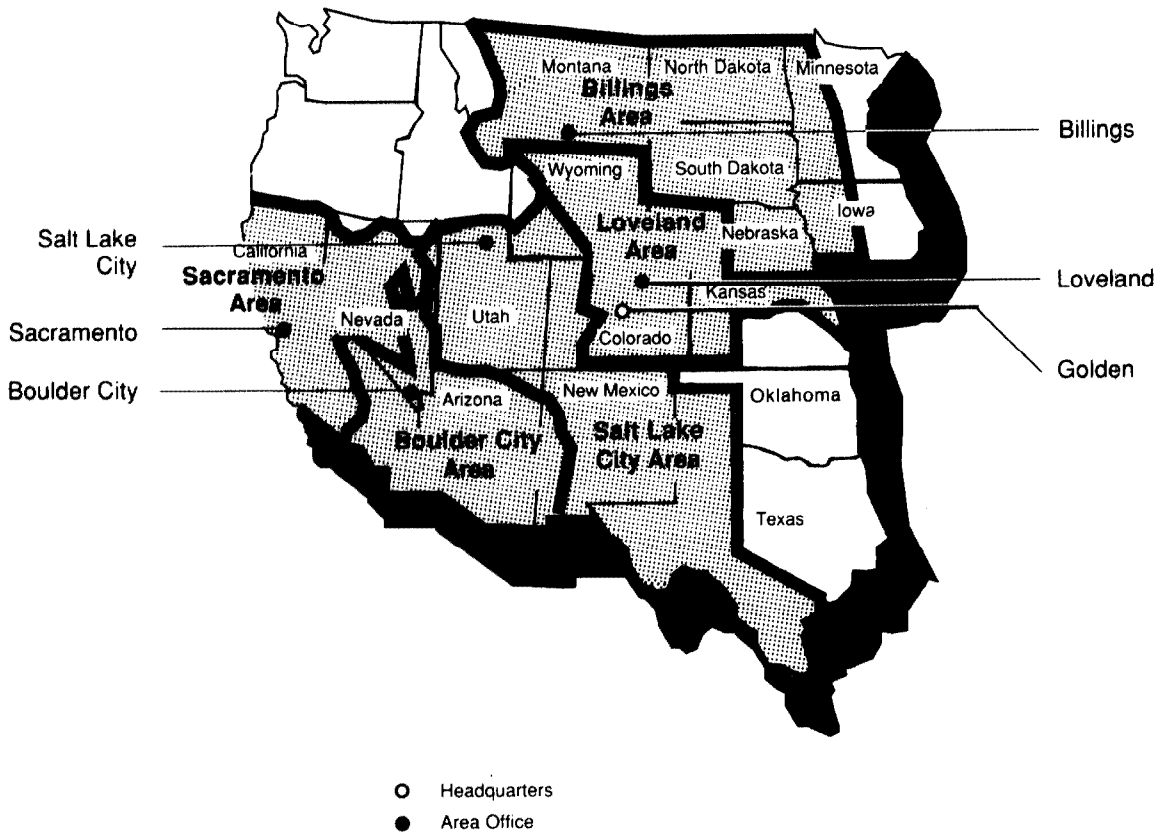 Montana
North Dakota
Minnesota
Billings
Area
Billings
Wyoming
South Dakota
Iowa
Loveland
Area
Nebraska
Salt Lake
City
California
Sacramento
Area
Loveland
Kansas
Nevada
Utah
Sacramento
Colorado
Golden
Boulder City
Arizona
New Mexico
Oklahoma
Boulder City
Area
Salt Lake
City Area
Texas
Headquarters
Area Office